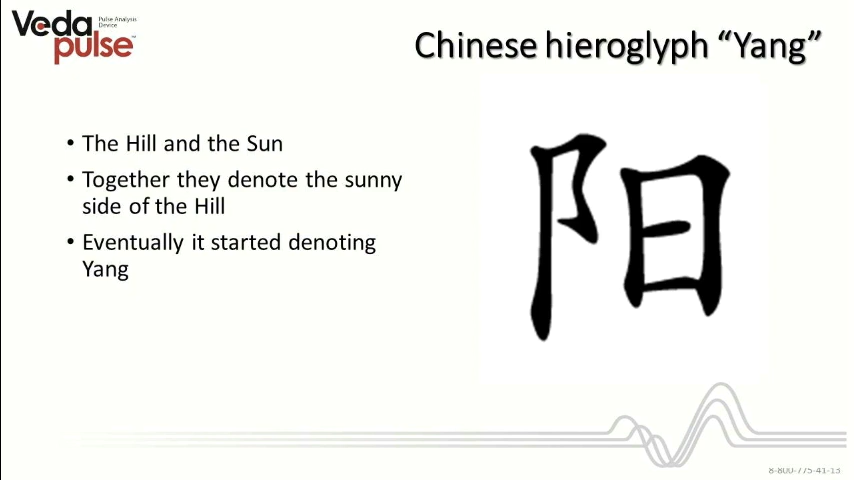 Veda
pulse™
Pulse Analysis
Device
Chinese hieroglyph “Yang”
• The Hill and the Sun
• Together they denote the sunny
side of the Hill
• Eventually it started denoting
Yang
阳
8-800-775-41-13